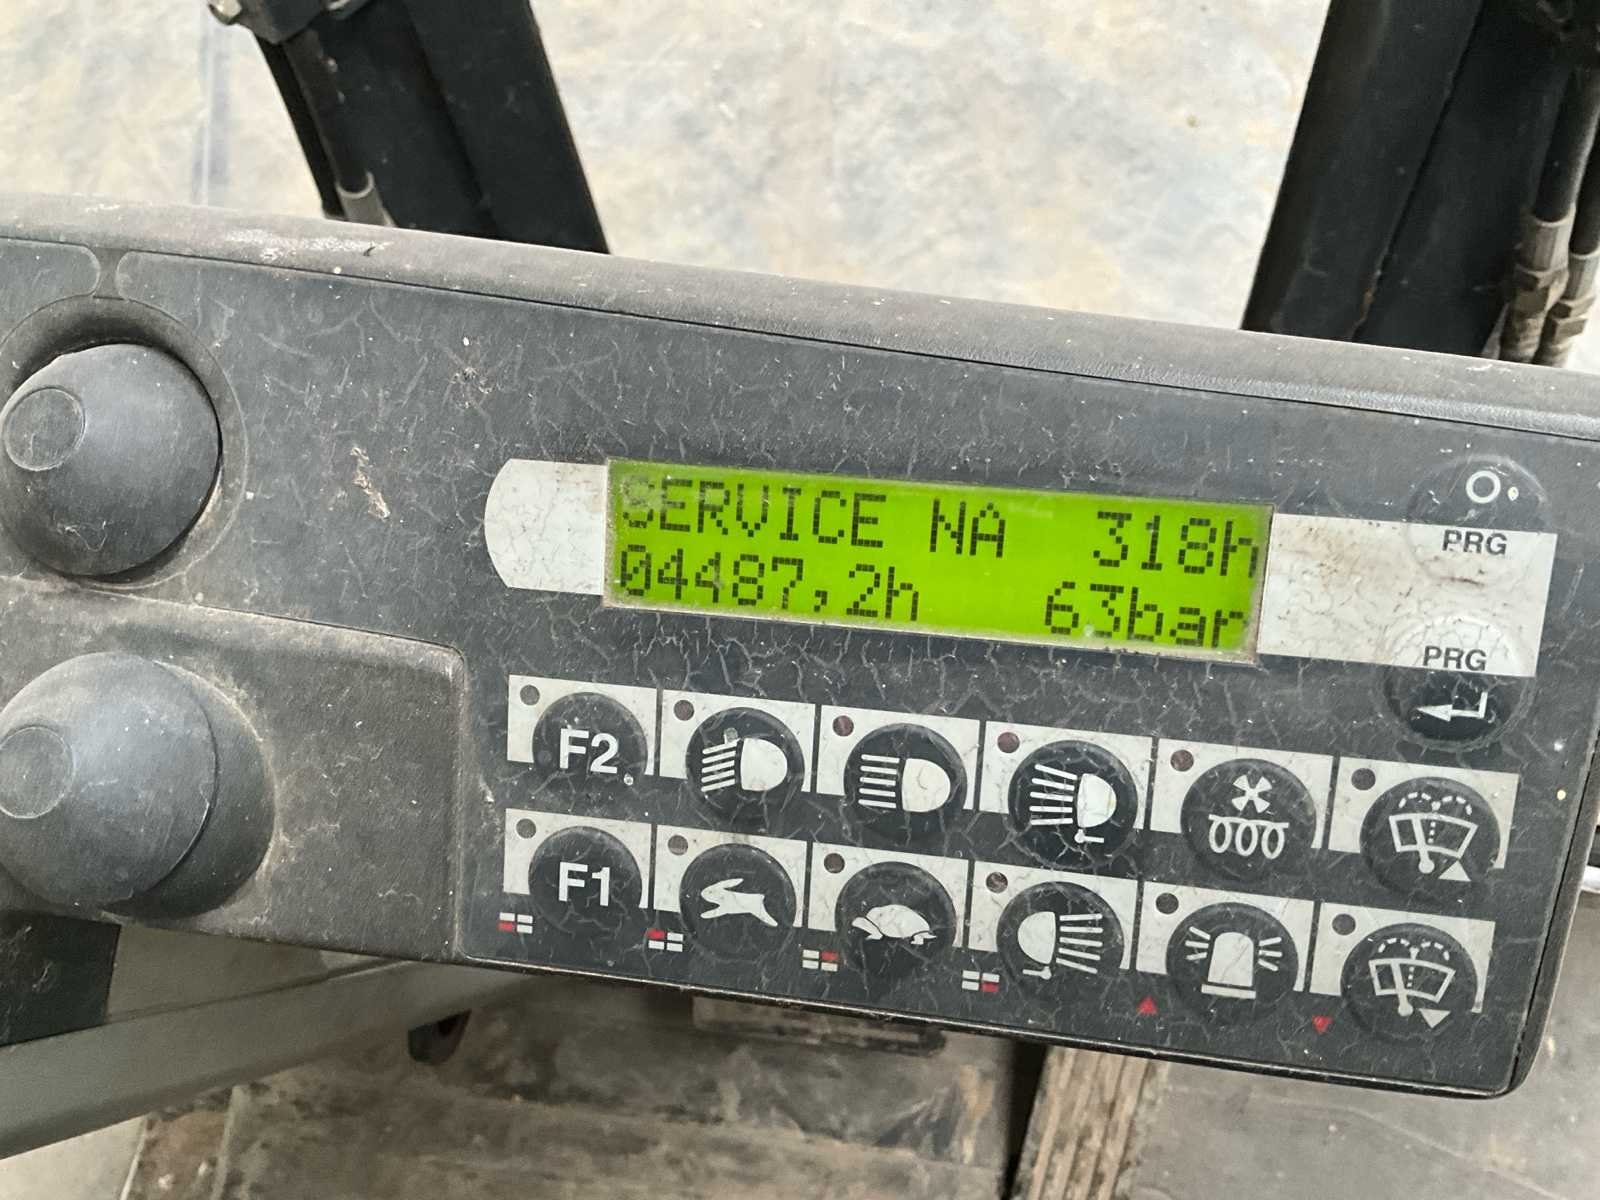 SERVICE NA 318h
04487,2h 63bar
PRG
PRG
F2
F1